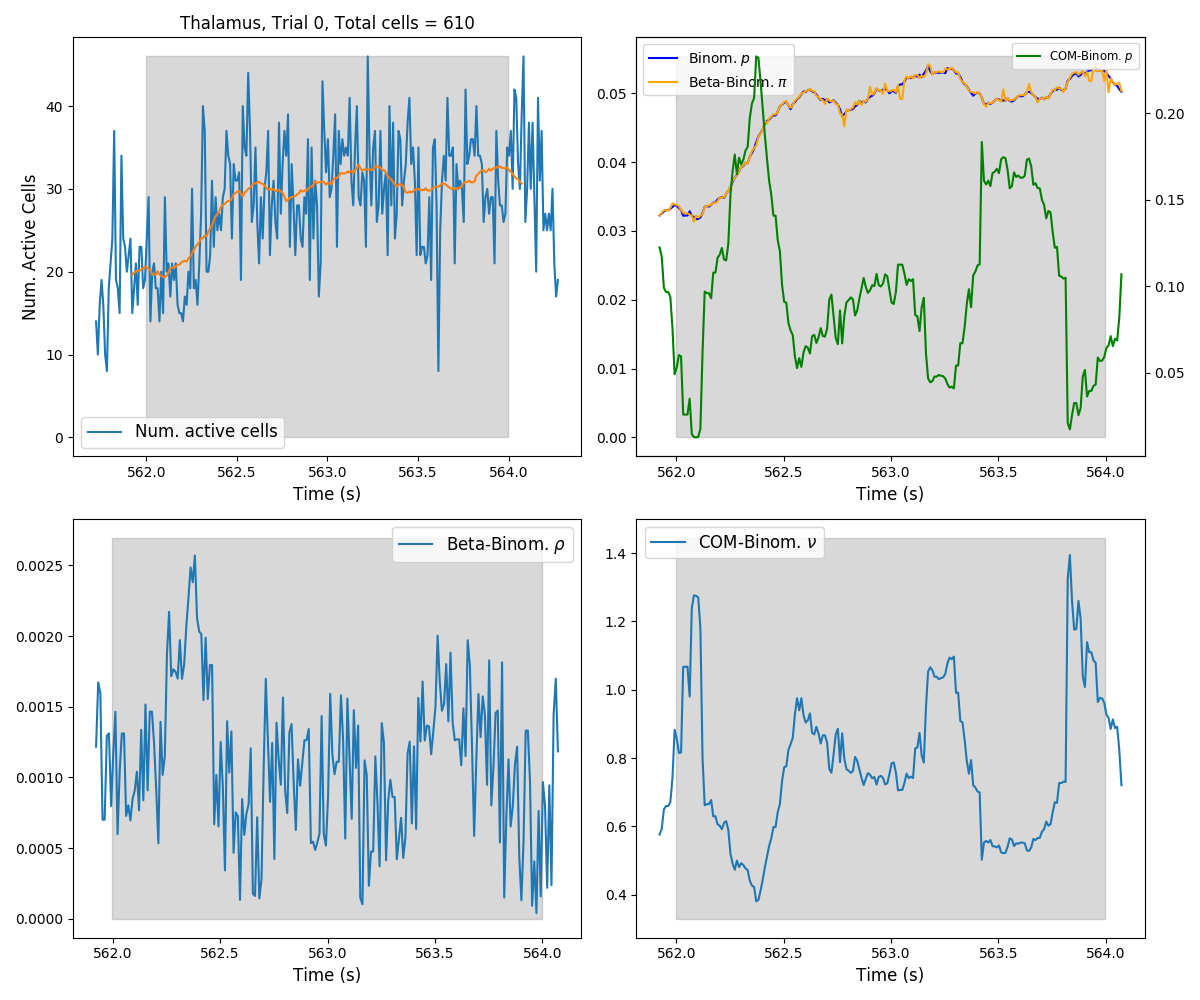 Thalamus, Trial 0, Total cells = 610
Num. Active Cells
40
30
20
10
0
Num. active cells
562.0 562.5 563.0 563.5 564.0
Time (s)
Binom. p
Beta-Binom. π
COM-Binom. p
0.05
0.04
0.03
0.02
0.01
0.00
0.20
0.15
0.10
0.05
562.0 562.5 563.0 563.5 564.0
Time (s)
Beta-Binom. ρ
0.0025
0.0020
0.0015
0.0010
0.0005
0.0000
562.0 562.5 563.0 563.5 564.0
Time (s)
COM-Binom. ν
1.4
1.2
1.0
0.8
0.6
0.4
562.0 562.5 563.0 563.5 564.0
Time (s)